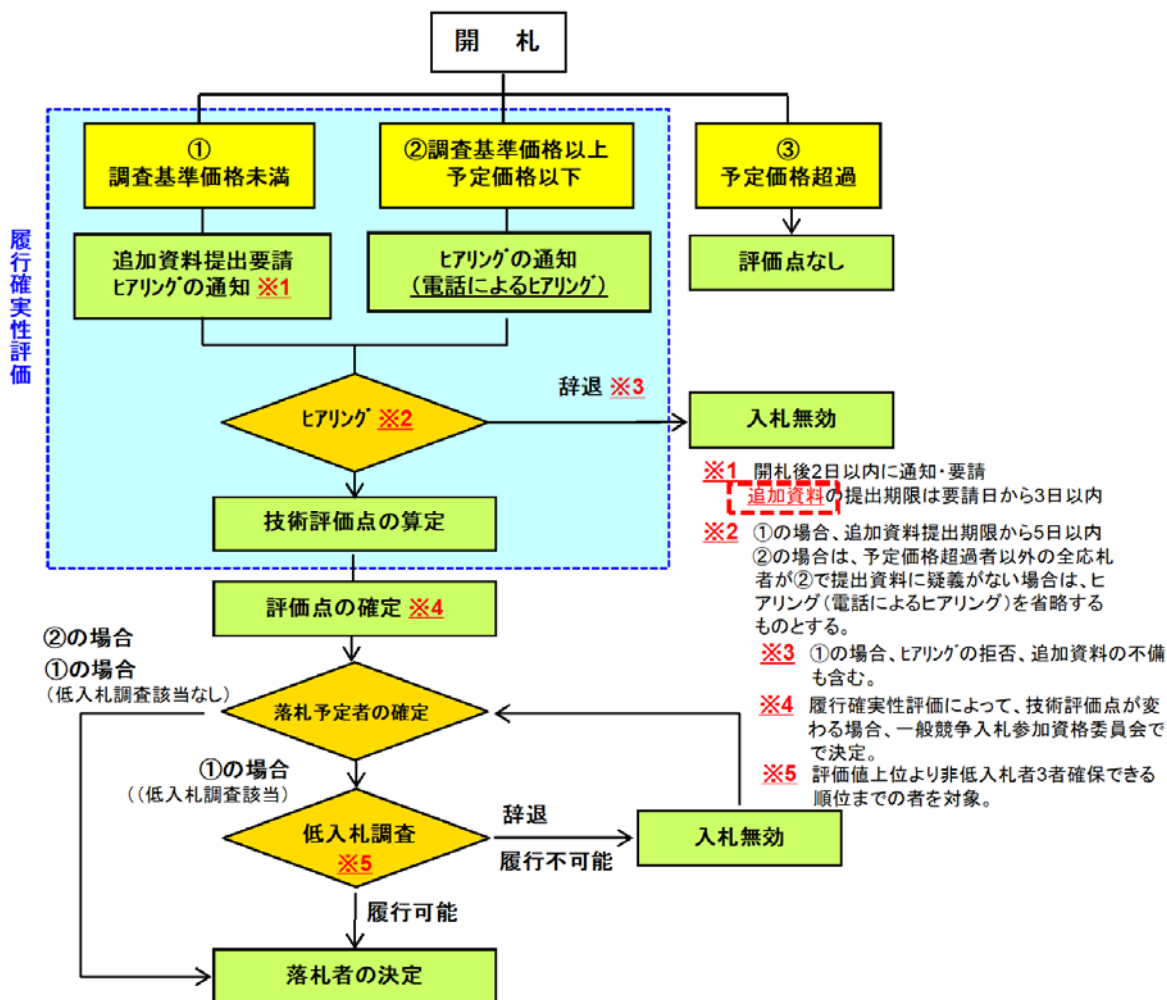 開 札
①
調査基準価格未満
②調査基準価格以上
予定価格以下
③
予定価格超過
履行確実性評価
追加資料提出要請
ﾋｱﾘﾝｸﾞの通知 ※1
ﾋｱﾘﾝｸﾞの通知
(電話によるﾋｱﾘﾝｸﾞ)
評価点なし
ﾋｱﾘﾝｸﾞ ※2
辞退 ※3
入札無効
技術評価点の算定
評価点の確定 ※4
※1 開札後2日以内に通知・要請
追加資料の提出期限は要請日から3日以内
※2 ①の場合、追加資料提出期限から5日以内
②の場合は、予定価格超過者以外の全応札
者が②で提出資料に疑義がない場合は、ヒ
アリング(電話によるヒアリング)を省略する
ものとする。
※3 ①の場合、ﾋｱﾘﾝｸﾞの拒否、追加資料の不備
も含む。
※4 履行確実性評価によって、技術評価点が変
わる場合、一般競争入札参加資格委員会で
で決定。
※5 評価値上位より非低入札者3者確保できる
順位までの者を対象。
②の場合
①の場合
(低入札調査該当なし)
落札予定者の確定
①の場合
((低入札調査該当)
低入札調査
※5
辞退
履行不可能
入札無効
履行可能
落札者の決定